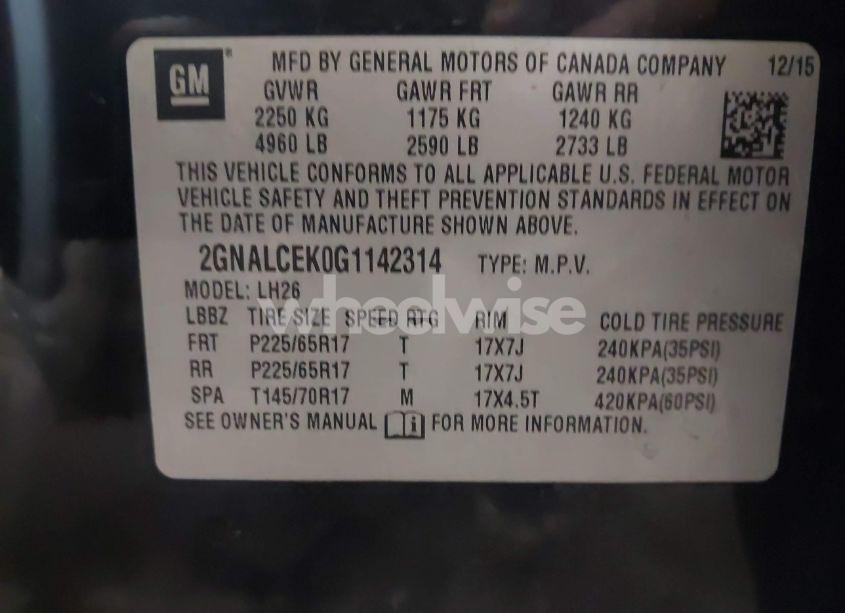 GM ® MFD BY GENERAL MOTORS OF CANADA COMPANY 12/15
GVWR GAWR FRT GAWR RR
2250 KG 1175 KG 1240 KG
4960 LB 2590 LB 2733 LB
THIS VEHICLE CONFORMS TO ALL APPLICABLE U.S. FEDERAL MOTOR
VEHICLE SAFETY AND THEFT PREVENTION STANDARDS IN EFFECT ON
THE DATE OF MANUFACTURE SHOWN ABOVE.
2GNALCEK0G1142314 TYPE: M.P.V.
MODEL: LH26
wheelwise
LBBZ TIRE SIZE SPEED RTG RIM COLD TIRE PRESSURE
FRT P225/65R17 T 17X7J 240KPA(35PSI)
RR P225/65R17 T 17X7J 240KPA(35PSI)
SPA T145/70R17 M 17X4.5T 420KPA(60PSI)
SEE OWNER'S MANUAL i FOR MORE INFORMATION.